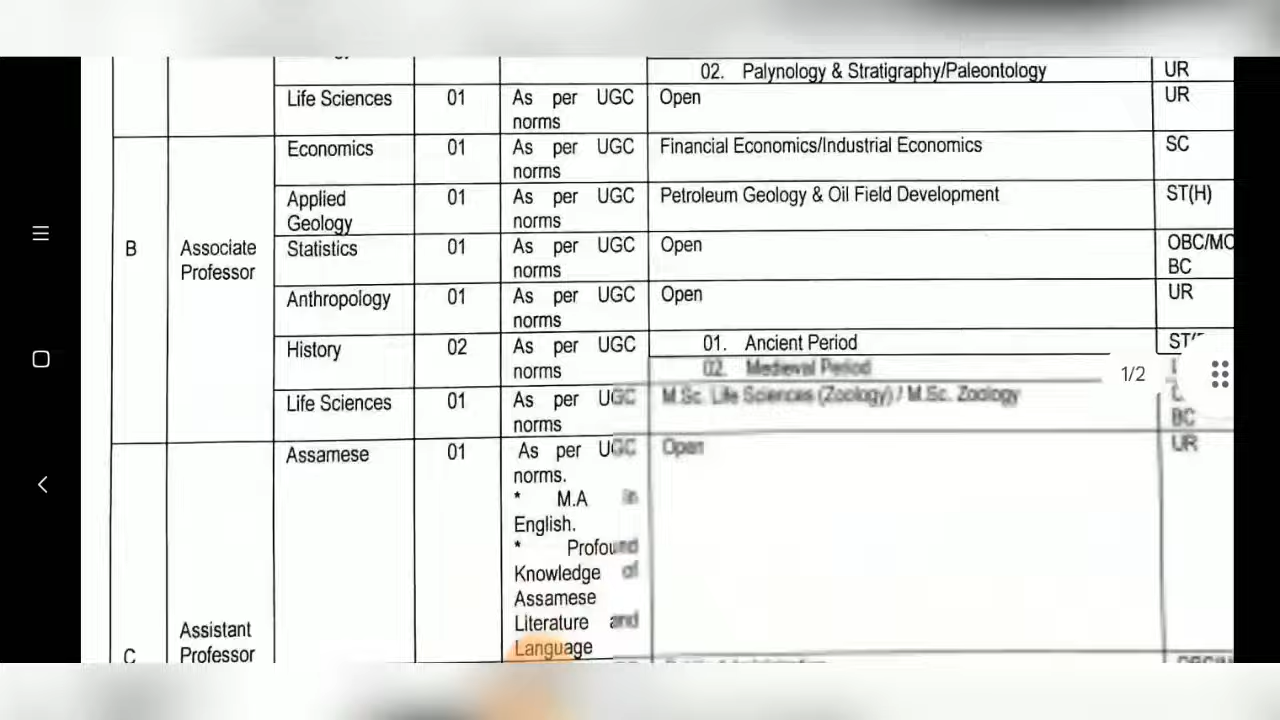 02. Palynology & Stratigraphy/Paleontology UR
Life Sciences 01 As per UGC Open UR
norms
Economics 01 As per UGC Financial Economics/Industrial Economics SC
norms
Applied 01 As per UGC Petroleum Geology & Oil Field Development ST(H)
Geology norms
B Associate Statistics 01 As per UGC Open OBC/MO
Professor norms BC
Anthropology 01 As per UGC Open UR
norms
History 02 As per UGC 01. Ancient Period
norms 02. Medieval Period
1/2
Life Sciences 01 As per UGC M.Sc. Life Sciences (Zoology) / M.Sc. Zoology
norms BC
Assamese 01 As per UGC Open UR
norms.
* M.A in
English.
* Profound
Knowledge of
Assamese
Literature and
Assistant
Language
C Professor